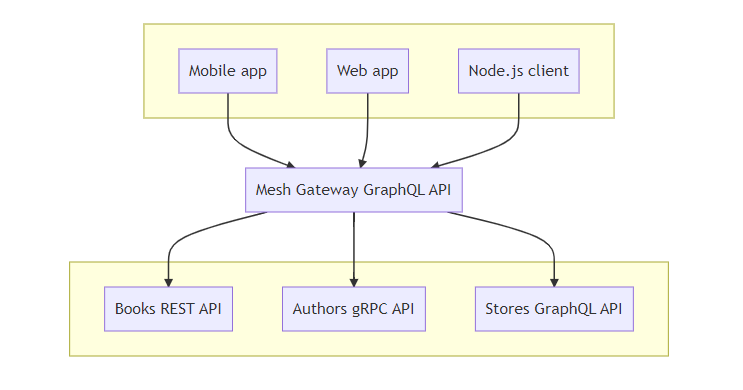 Mobile app
Web app
Node.js client
Mesh Gateway GraphQL API
Books REST API
Authors gRPC API
Stores GraphQL API